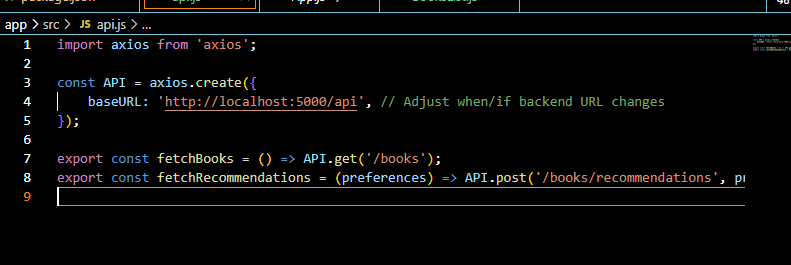 app > src > JS api.js > ...
1 import axios from 'axios';
2
3 const API = axios.create({
4     baseURL: 'http://localhost:5000/api', // Adjust when/if backend URL changes
5 });
6
7 export const fetchBooks = () => API.get('/books');
8 export const fetchRecommendations = (preferences) => API.post('/books/recommendations',
9